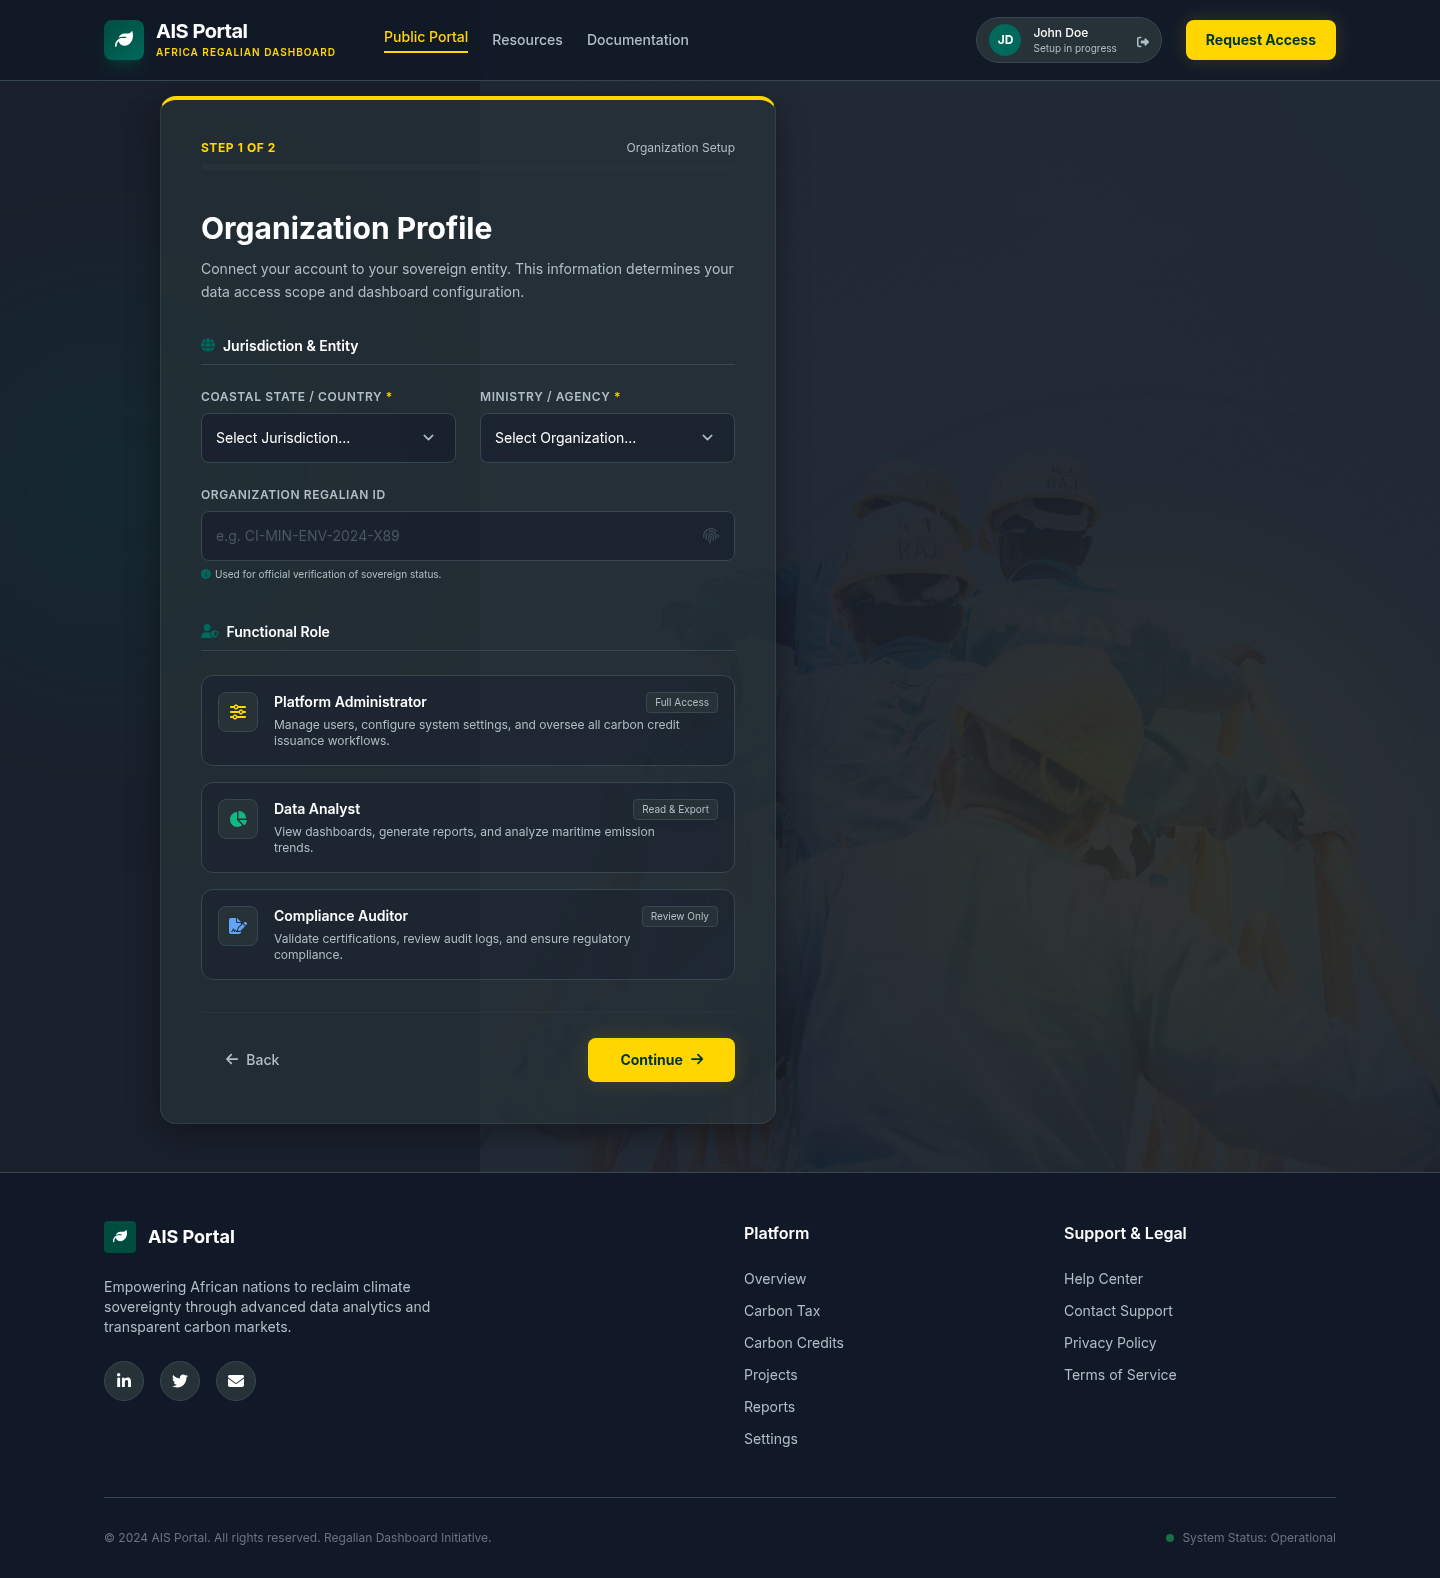 AIS Portal
AFRICA REGALIAN DASHBOARD
Public Portal
Resources
Documentation
JD
John Doe
Setup in progress
Request Access
STEP 1 OF 2
Organization Setup
Organization Profile
Connect your account to your sovereign entity. This information determines your
data access scope and dashboard configuration.
Jurisdiction & Entity
COASTAL STATE / COUNTRY *
MINISTRY / AGENCY *
Select Jurisdiction...
Select Organization...
ORGANIZATION REGALIAN ID
e.g. CI-MIN-ENV-2024-X89
Used for official verification of sovereign status.
Functional Role
Platform Administrator
Full Access
Manage users, configure system settings, and oversee all carbon credit
issuance workflows.
Data Analyst
Read & Export
View dashboards, generate reports, and analyze maritime emission
trends.
Compliance Auditor
Review Only
Validate certifications, review audit logs, and ensure regulatory
compliance.
Back
Continue
AIS Portal
Empowering African nations to reclaim climate
sovereignty through advanced data analytics and
transparent carbon markets.
Platform
Overview
Carbon Tax
Carbon Credits
Projects
Reports
Settings
Support & Legal
Help Center
Contact Support
Privacy Policy
Terms of Service
© 2024 AIS Portal. All rights reserved. Regalian Dashboard Initiative.
System Status: Operational